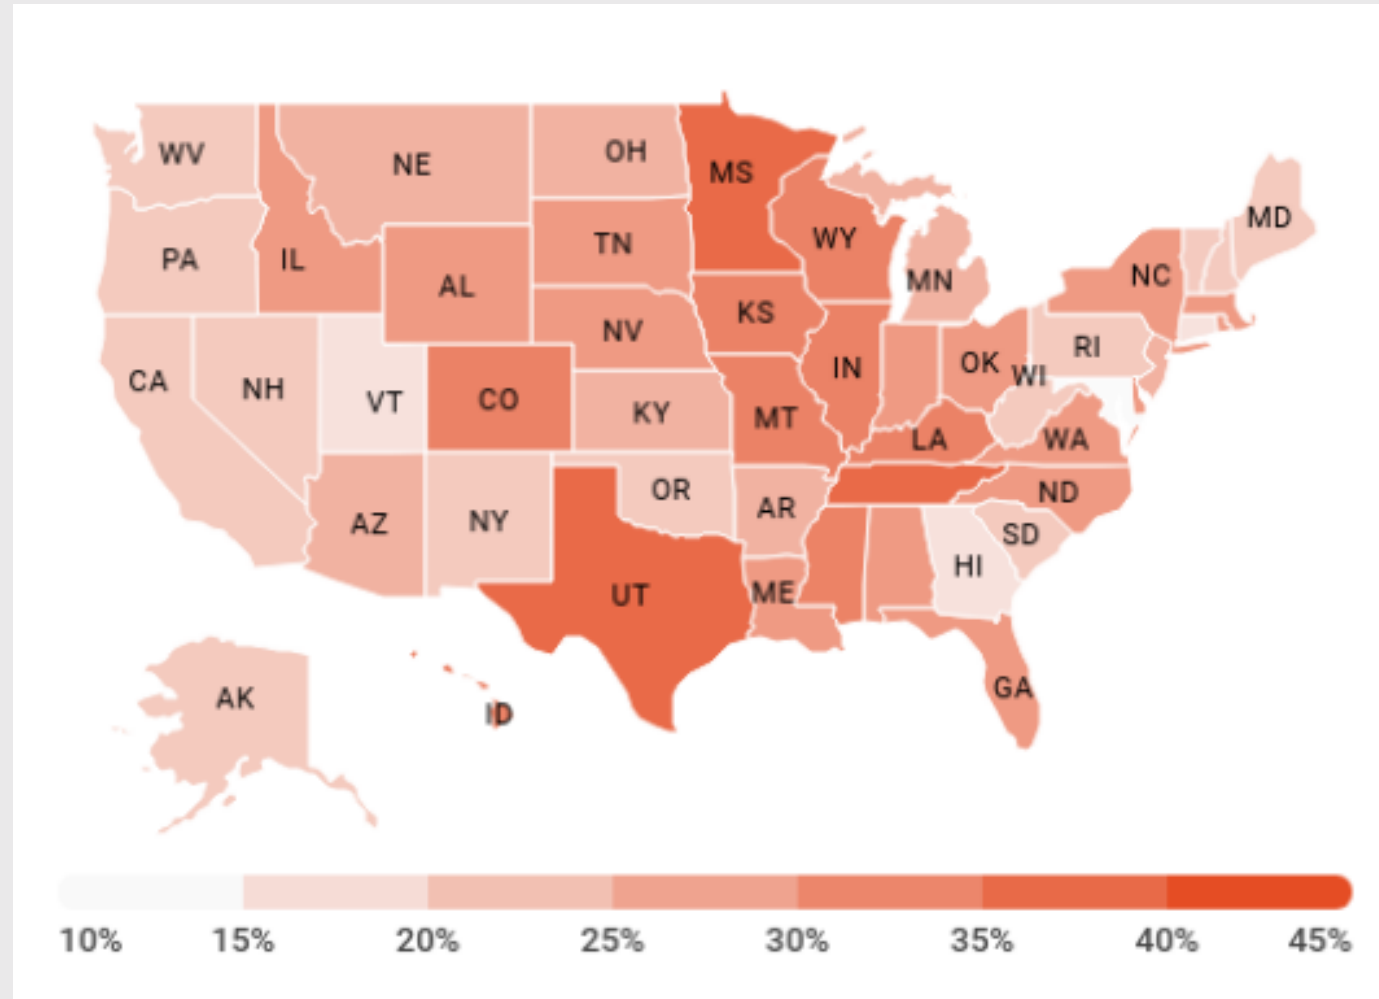 WV
NE
OH
MS
MD
PA
IL
AL
TN
WY
MN
NC
NV
KS
CA
NH
VT
CO
KY
MT
IN
OK
WI
RI
LA
WA
AZ
NY
OR
AR
ND
SD
HI
UT
ME
GA
AK
ID
10% 15% 20% 25% 30% 35% 40% 45%